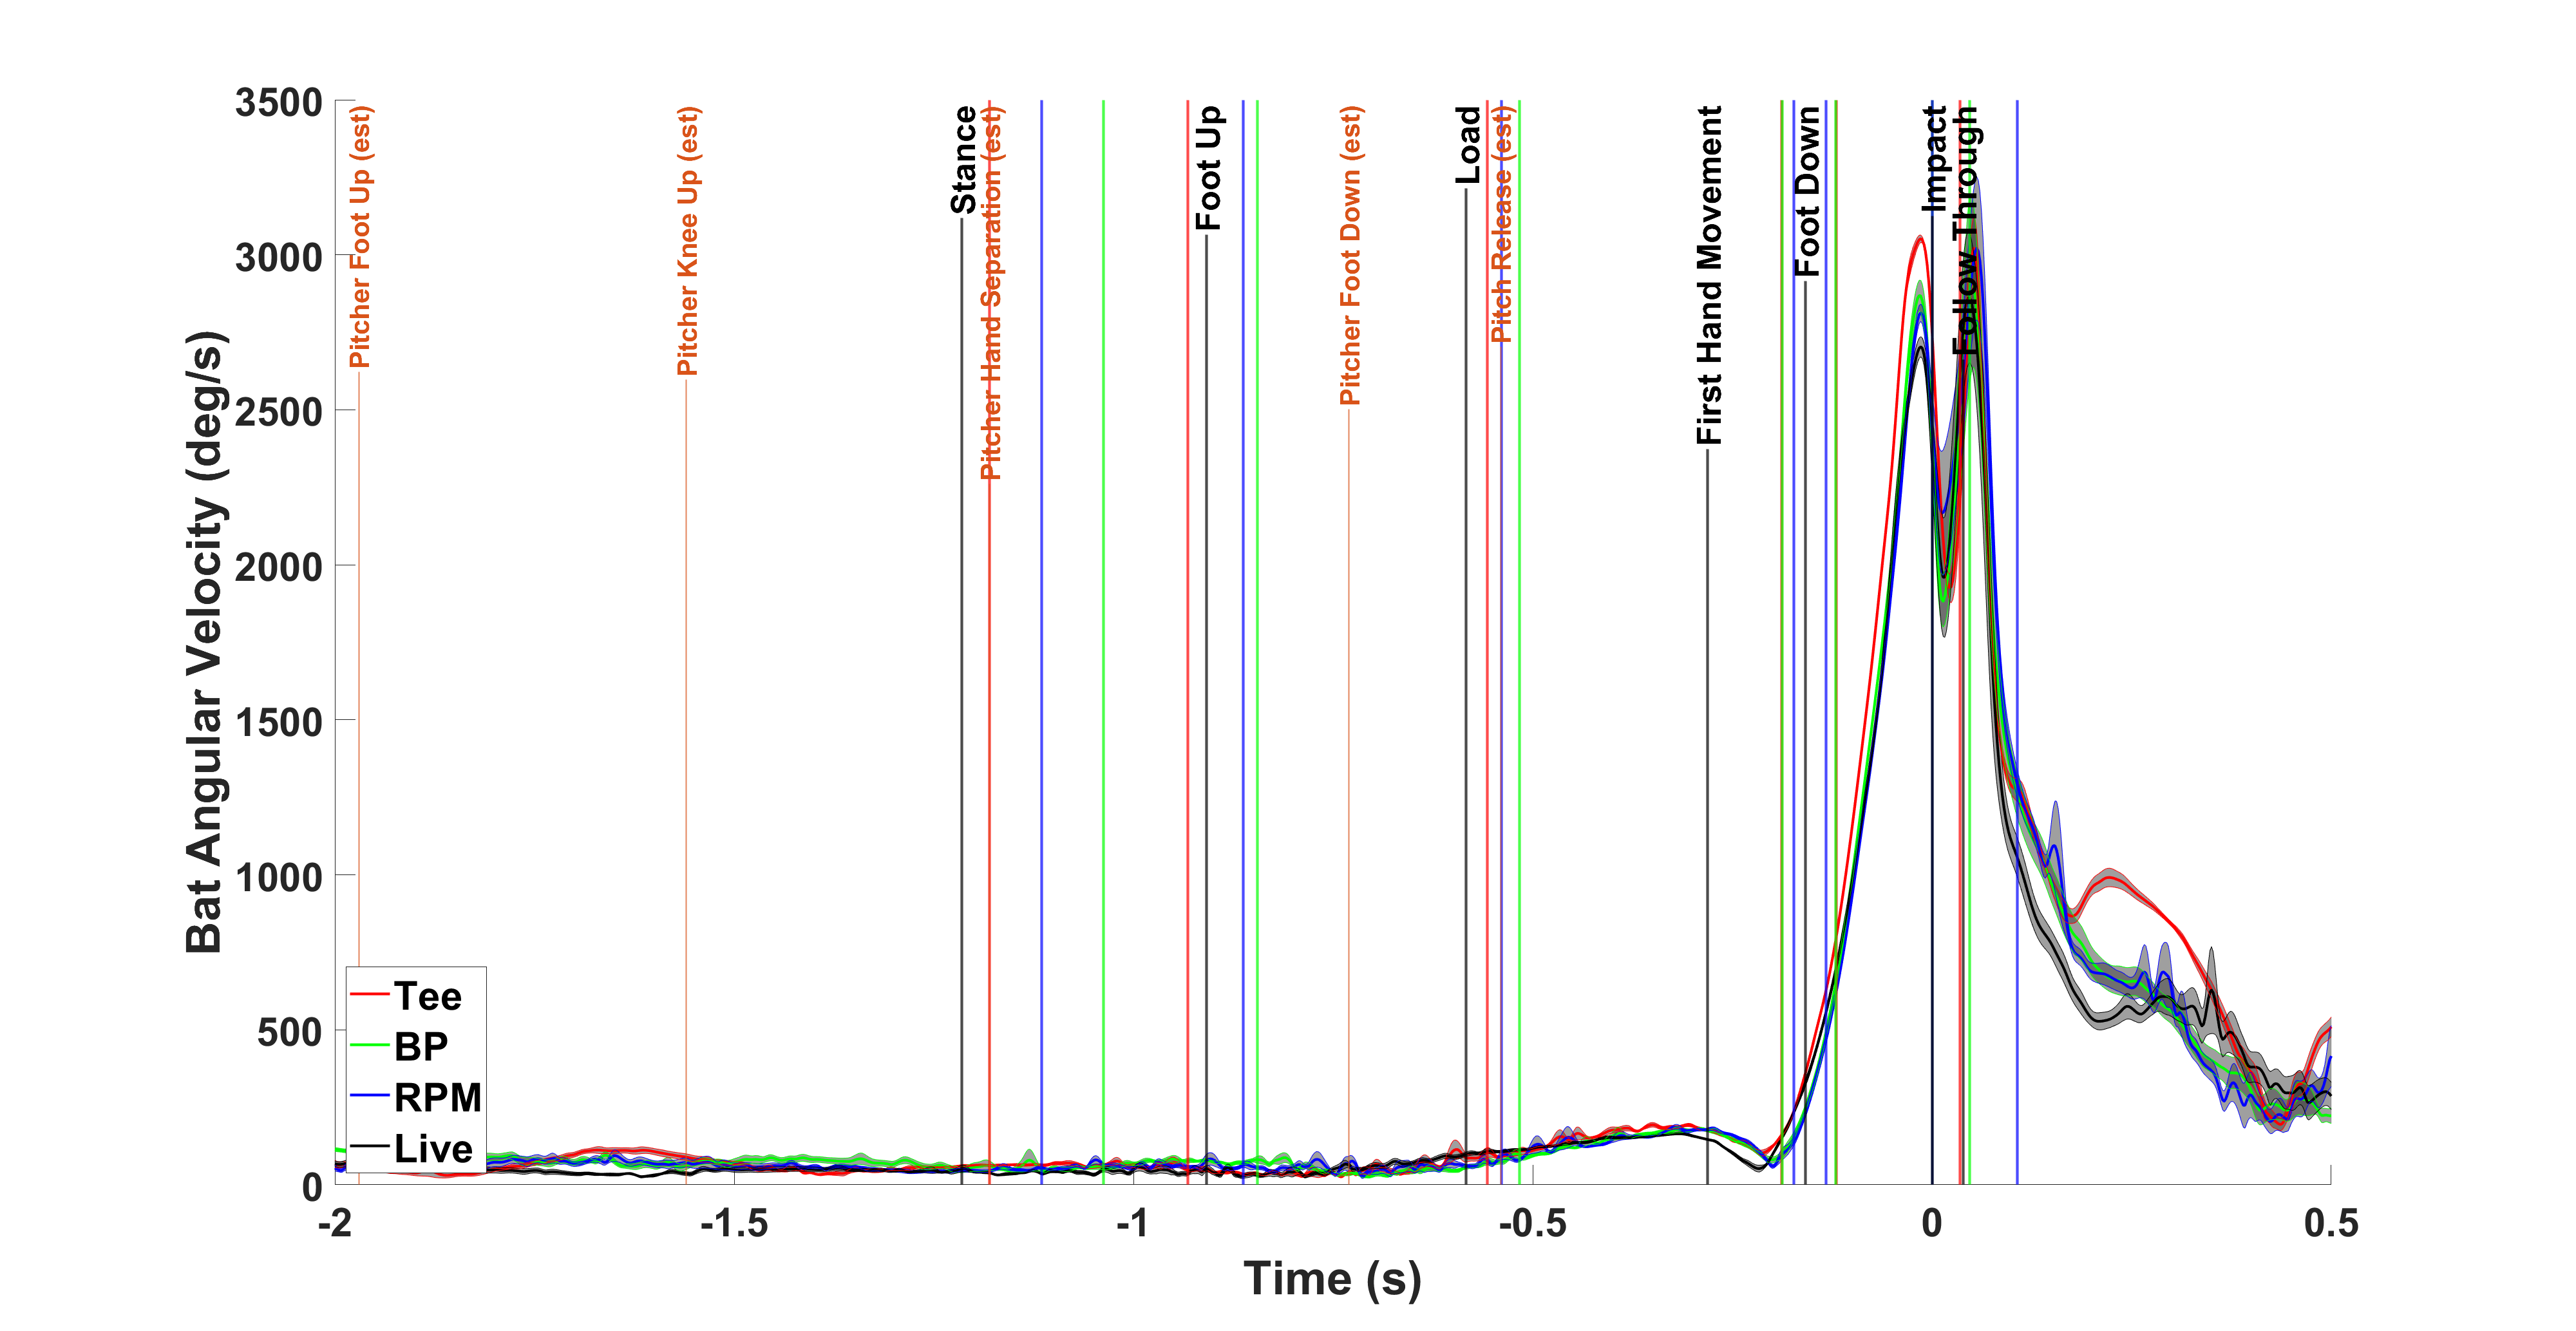 3500
3000
2500
2000
1500
1000
500
0
Bat Angular Velocity (deg/s)
Pitcher Foot Up (est)
Pitcher Knee Up (est)
Stance
Pitcher Hand Separation (est)
Foot Up
Pitcher Foot Down (est)
Load
Pitch Release (est)
First Hand Movement
Foot Down
Impact
Follow Through
Tee
BP
RPM
Live
-2
-1.5
-1
-0.5
0
0.5
Time (s)